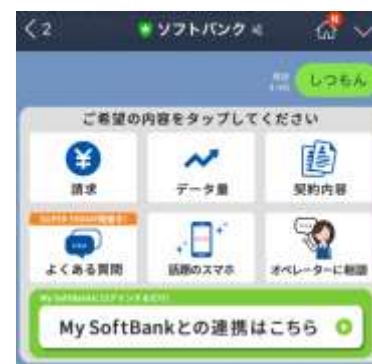 2
ソフトバンク
しつもん
ご希望の内容をタップしてください
請求
データ量
契約内容
よくある質問
話題のスマホ
オペレーターに相談
My SoftBankとの連携はこちら